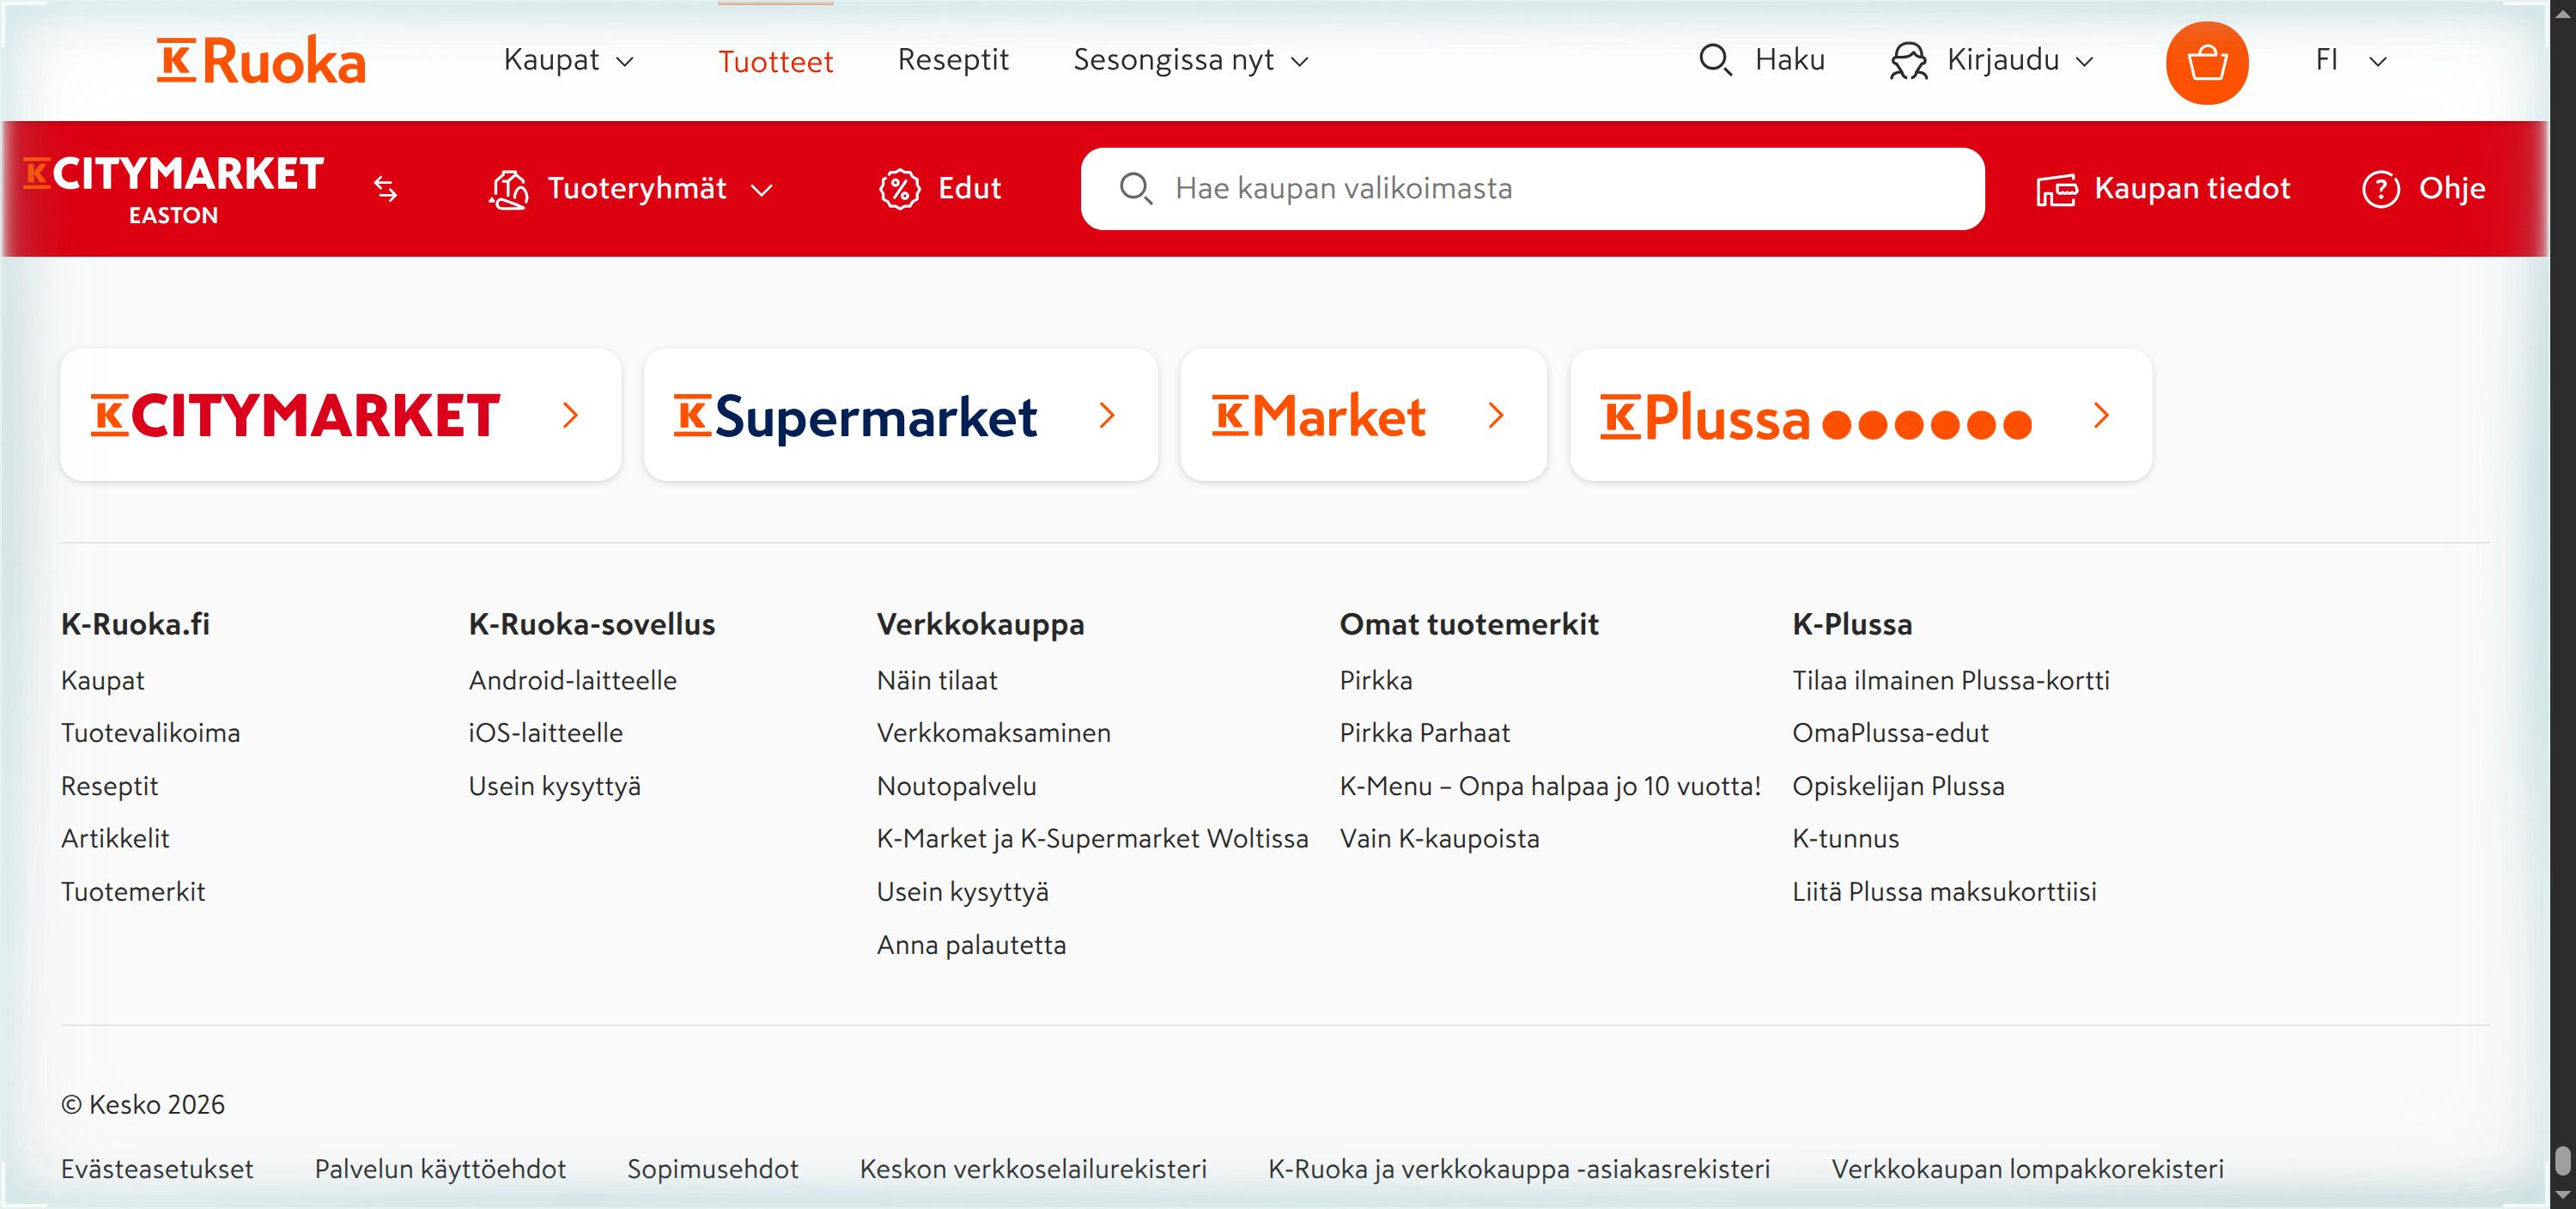 K Ruoka
Kaupat
Tuotteet
Reseptit
Sesongissa nyt
Haku
Kirjaudu
FI
K CITYMARKET
EASTON
Tuoteryhmät
Edut
Hae kaupan valikoimasta
Kaupan tiedot
Ohje
K CITYMARKET
K Supermarket
K Market
K Plussa
K-Ruoka.fi
Kaupat
Tuotevalikoima
Reseptit
Artikkelit
Tuotemerkit
K-Ruoka-sovellus
Android-laitteelle
iOS-laitteelle
Usein kysyttyä
Verkkokauppa
Näin tilaat
Verkkomaksaminen
Noutopalvelu
K-Market ja K-Supermarket Woltissa
Usein kysyttyä
Anna palautetta
Omat tuotemerkit
Pirkka
Pirkka Parhaat
K-Menu – Onpa halpaa jo 10 vuotta!
Vain K-kaupoista
K-Plussa
Tilaa ilmainen Plussa-kortti
OmaPlussa-edut
Opiskelijan Plussa
K-tunnus
Liitä Plussa maksukorttiisi
© Kesko 2026
Evästeasetukset
Palvelun käyttöehdot
Sopimusehdot
Keskon verkkoselailurekisteri
K-Ruoka ja verkkokauppa -asiakasrekisteri
Verkkokaupan lompakkorekisteri